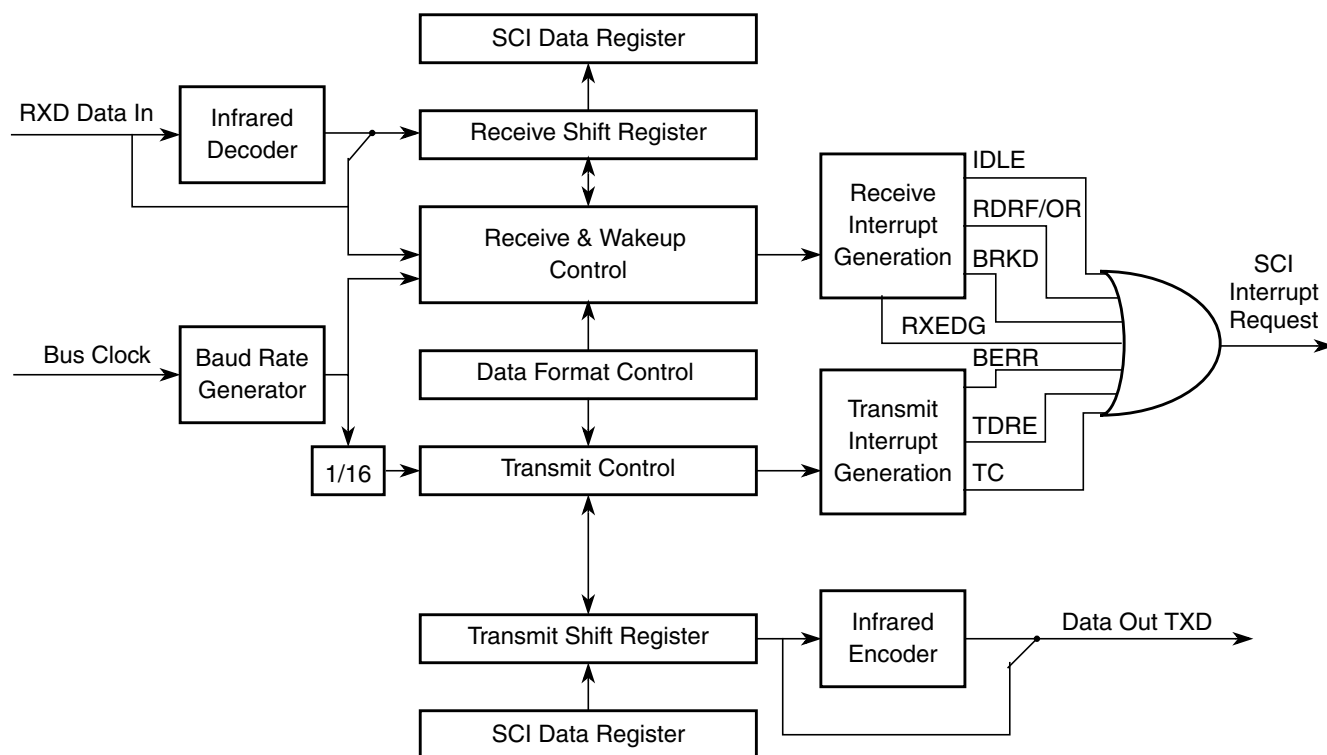 SCI Data Register
RXD Data In
Infrared
Decoder
Receive Shift Register
Receive & Wakeup
Control
Receive
Interrupt
Generation
IDLE
RDRF/OR
BRKD
RXEDG
SCI
Interrupt
Request
Bus Clock
Baud Rate
Generator
Data Format Control
BERR
1/16
Transmit Control
Transmit
Interrupt
Generation
TDRE
TC
Transmit Shift Register
Infrared
Encoder
Data Out TXD
SCI Data Register